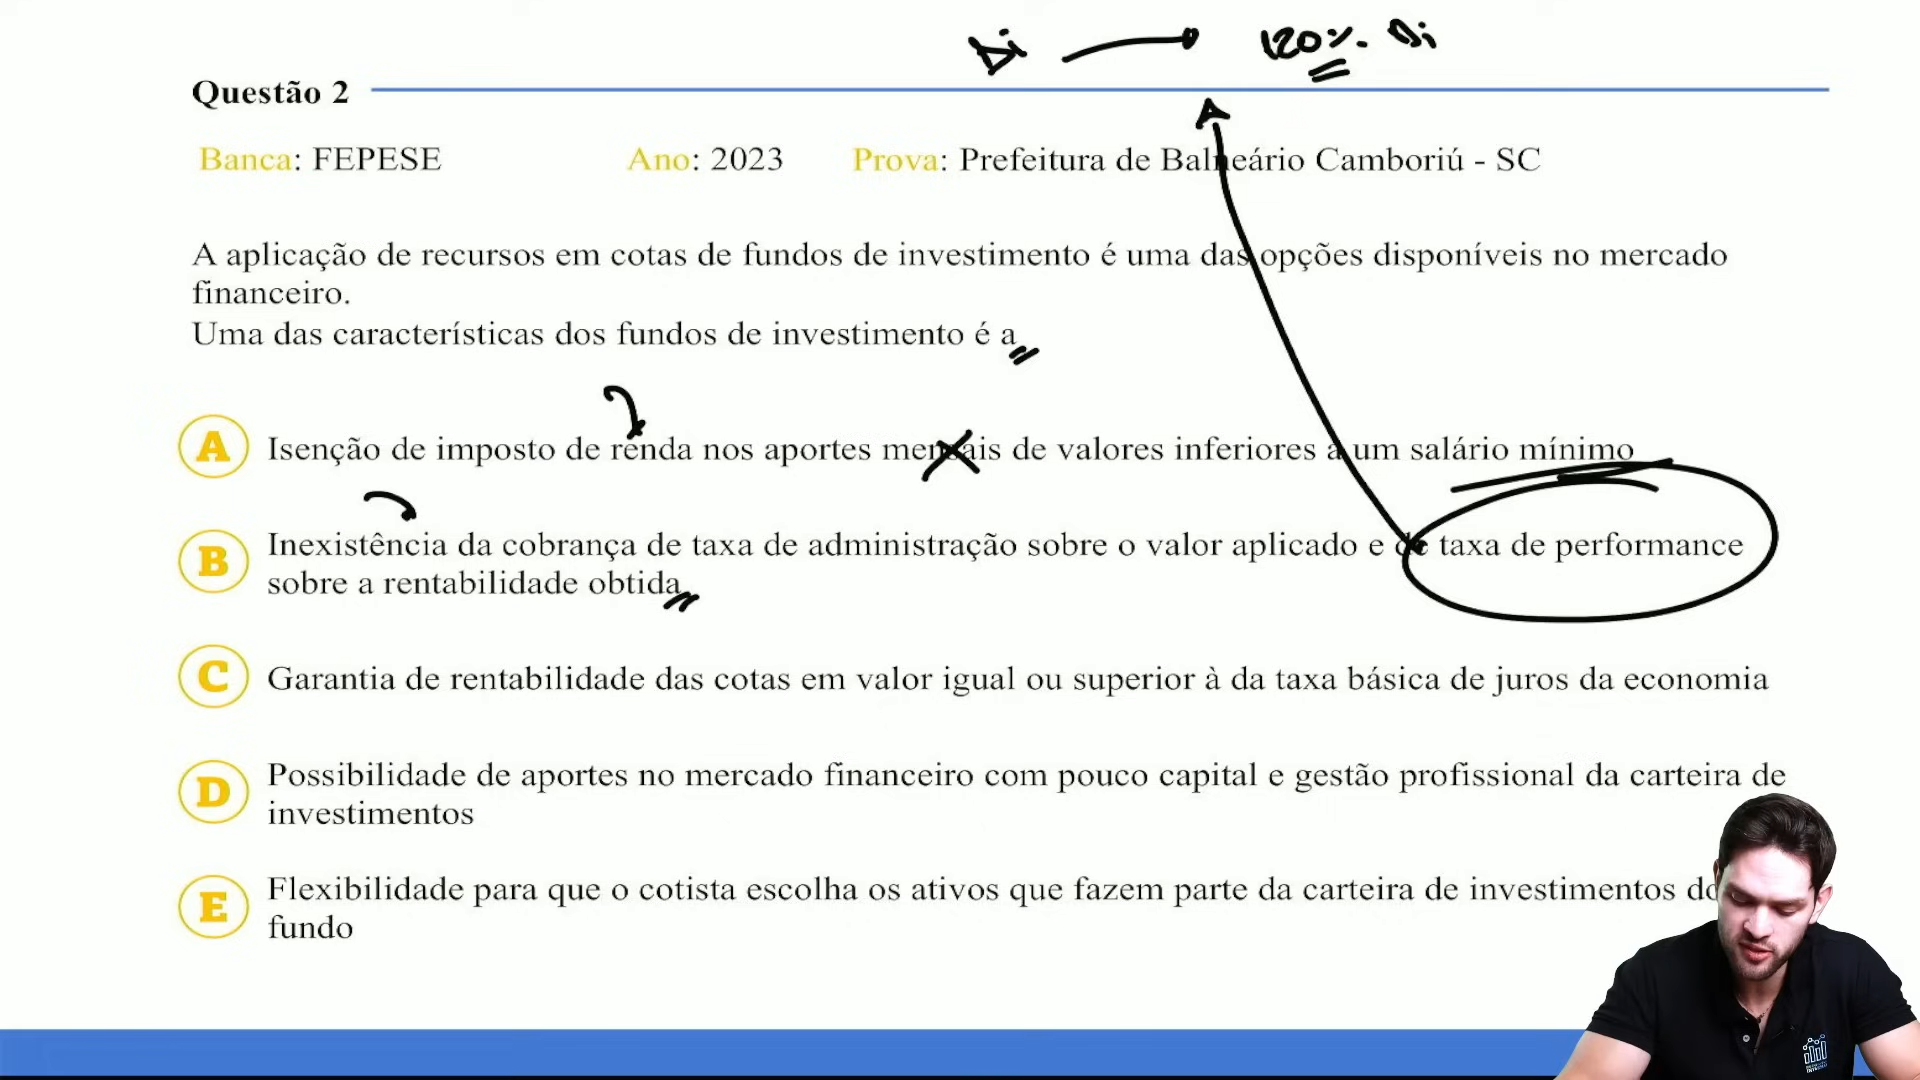 Di 120% Di
Questão 2
Banca: FEPESE Ano: 2023 Prova: Prefeitura de Balneário Camboriú - SC
A aplicação de recursos em cotas de fundos de investimento é uma das opções disponíveis no mercado
financeiro.
Uma das características dos fundos de investimento é a
A Isenção de imposto de renda nos aportes mensais de valores inferiores a um salário mínimo
B Inexistência da cobrança de taxa de administração sobre o valor aplicado e de taxa de performance
sobre a rentabilidade obtida
C Garantia de rentabilidade das cotas em valor igual ou superior à da taxa básica de juros da economia
D Possibilidade de aportes no mercado financeiro com pouco capital e gestão profissional da carteira de
investimentos
E Flexibilidade para que o cotista escolha os ativos que fazem parte da carteira de investimentos do
fundo